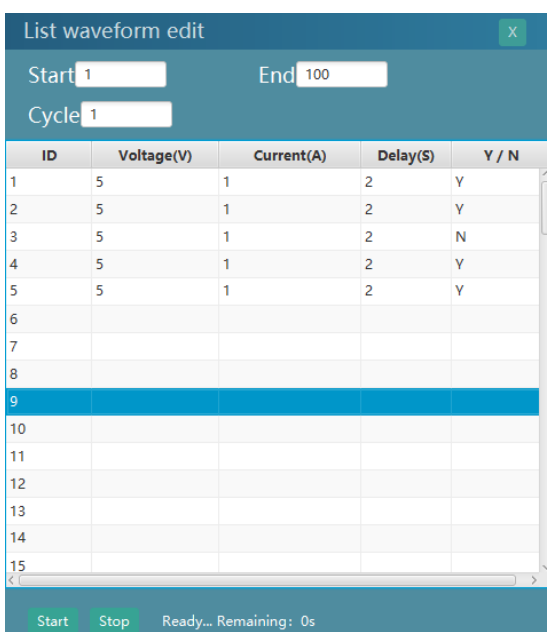 List waveform edit X
Start 1 End 100
Cycle 1
ID Voltage(V) Current(A) Delay(S) Y / N
1 5 1 2 Y
2 5 1 2 Y
3 5 1 2 N
4 5 1 2 Y
5 5 1 2 Y
6
7
8
9
10
11
12
13
14
15
Start Stop Ready... Remaining: 0s